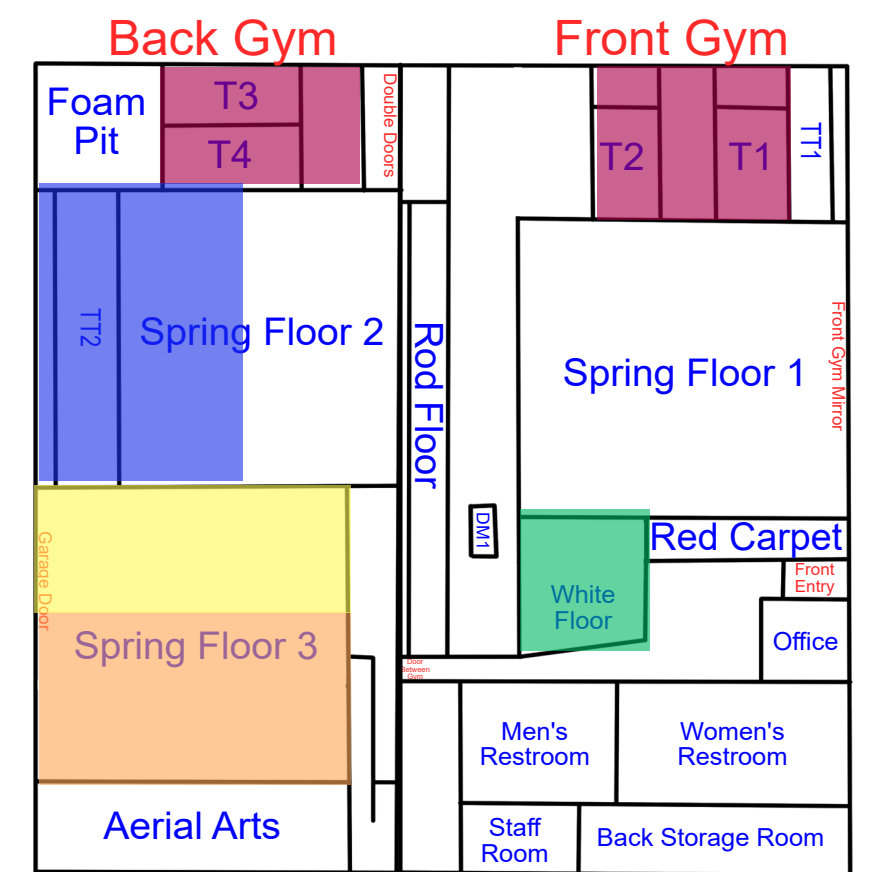 Back Gym
Front Gym
Foam
Pit
T3
T4
Double Doors
T2
T1
TT1
TT2
Spring Floor 2
Rod Floor
Spring Floor 1
Front Gym Mirror
DM1
Red Carpet
White
Floor
Front
Entry
Garage Door
Spring Floor 3
Office
Door
Between
Gym
Men's
Restroom
Women's
Restroom
Aerial Arts
Staff
Room
Back Storage Room